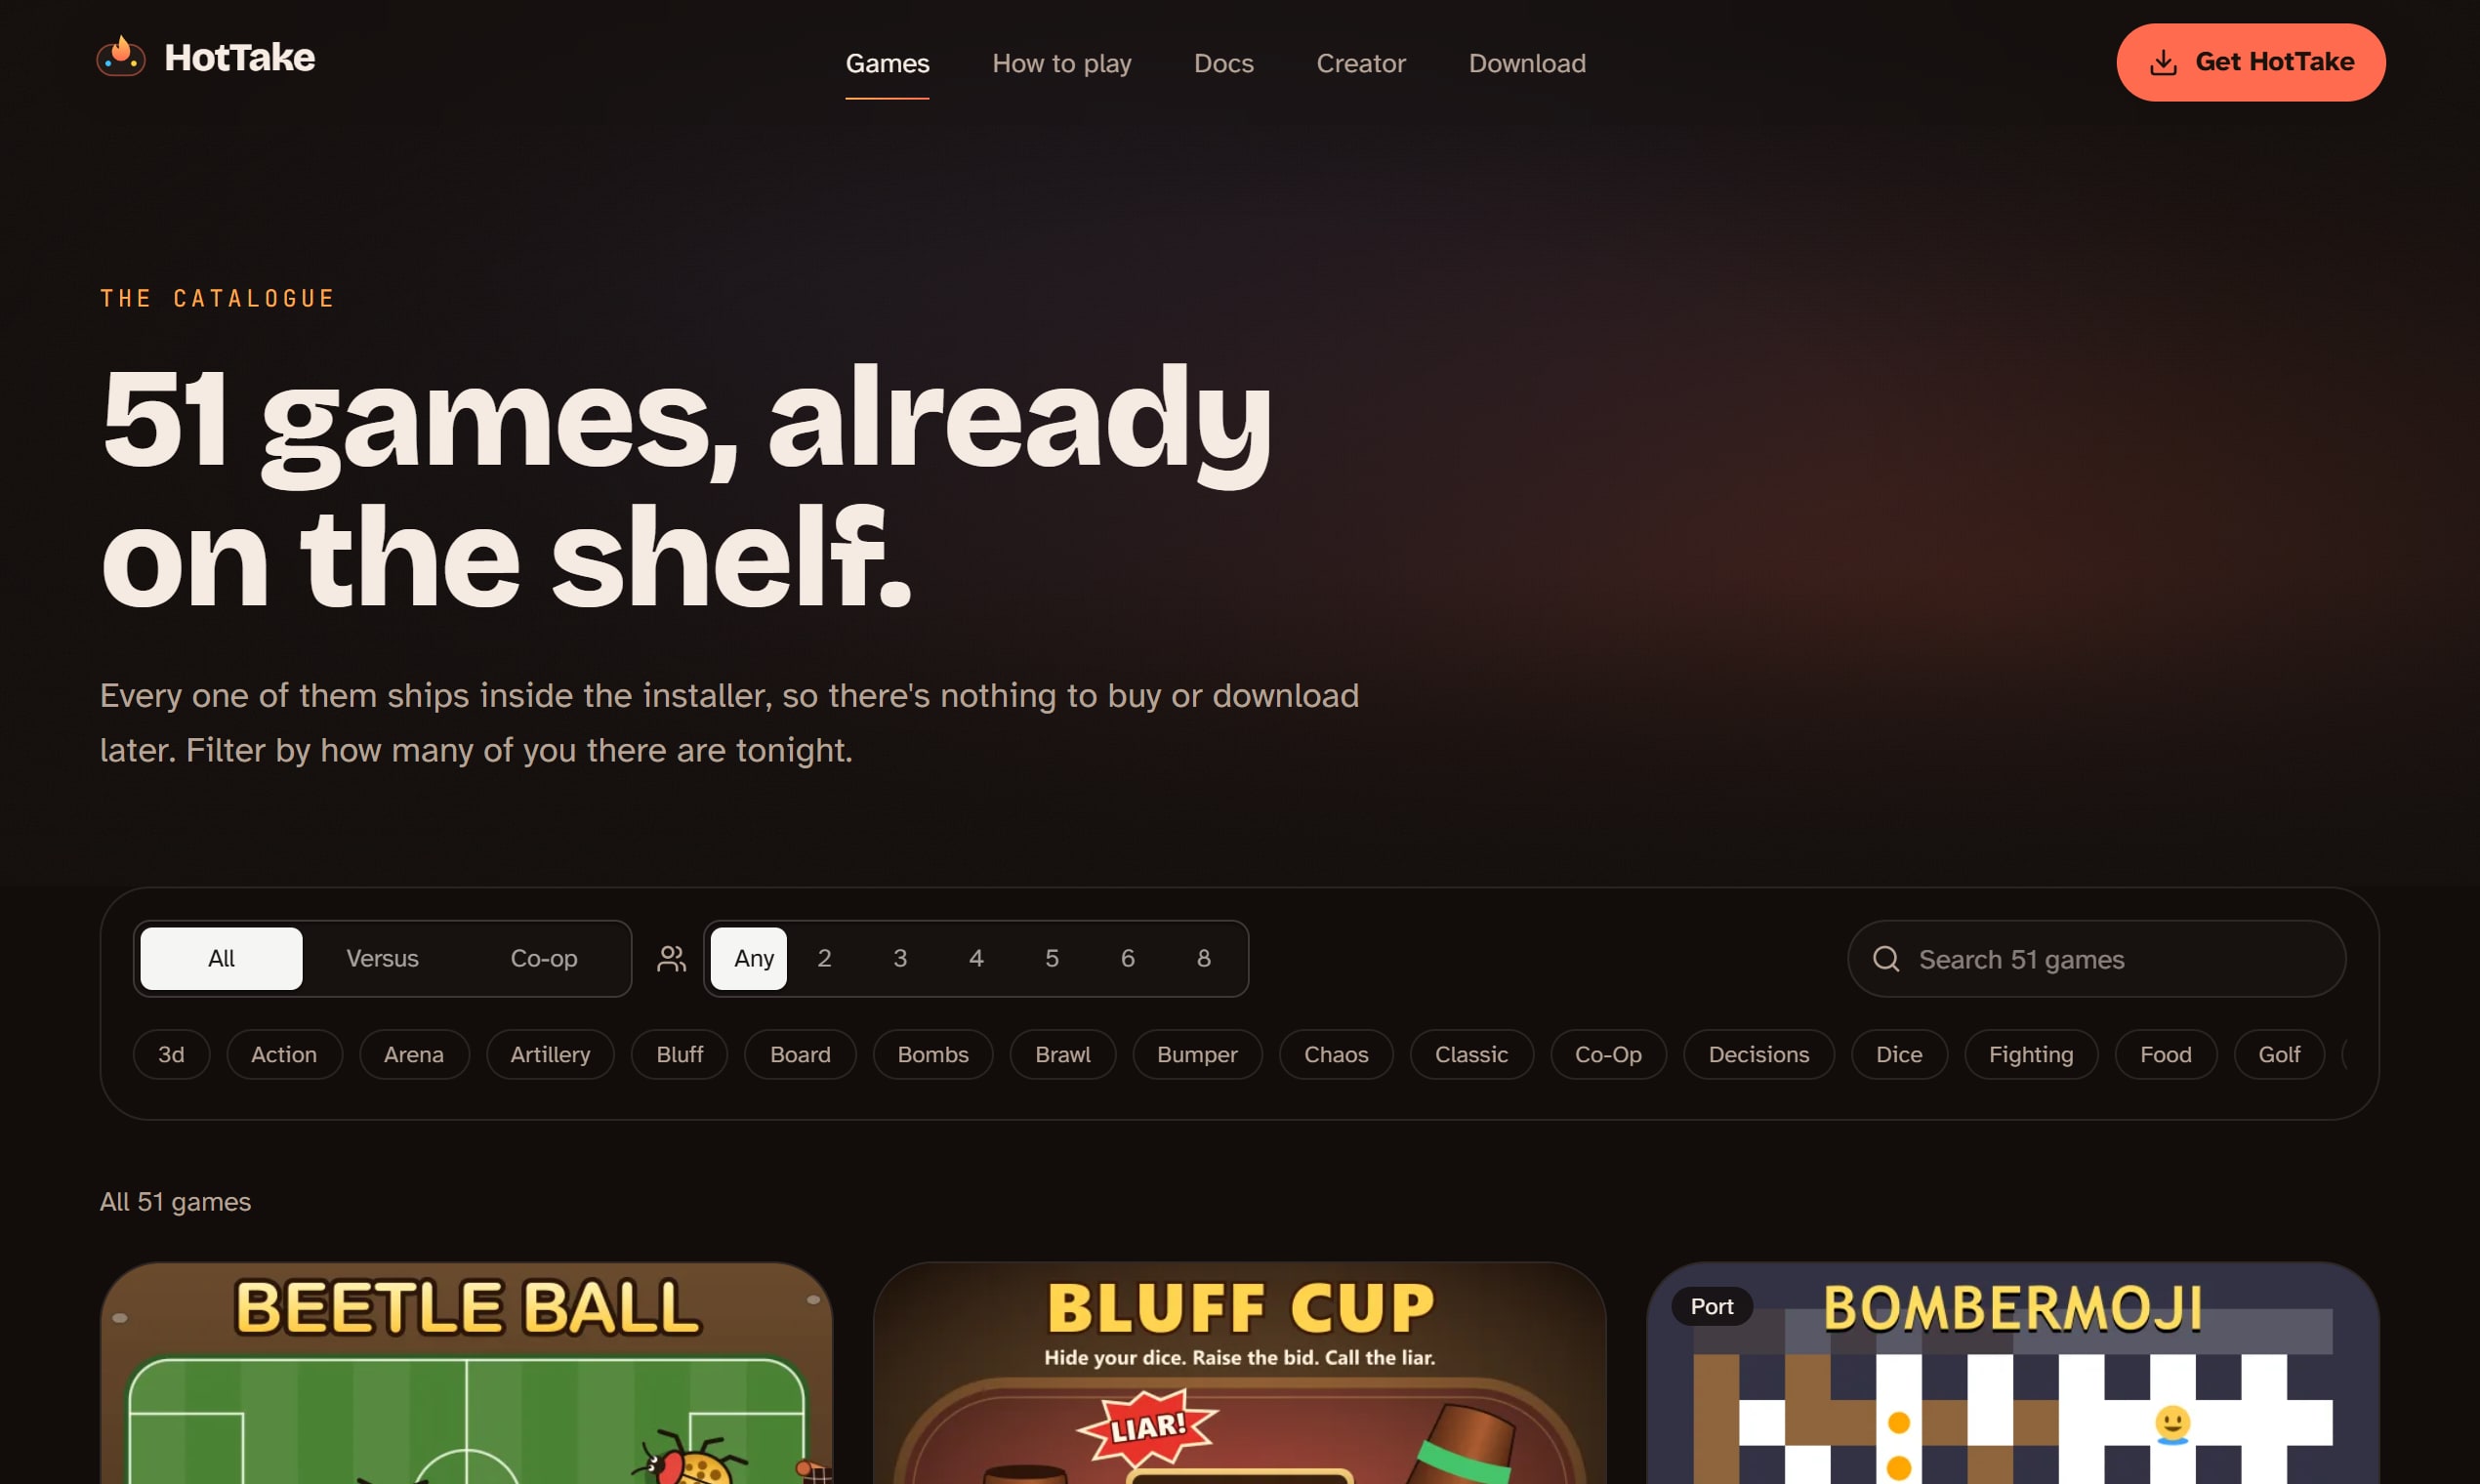 HotTake
Games
How to play
Docs
Creator
Download
Get HotTake
THE CATALOGUE
51 games, already
on the shelf.
Every one of them ships inside the installer, so there's nothing to buy or download
later. Filter by how many of you there are tonight.
All
Versus
Co-op
Any
2
3
4
5
6
8
Search 51 games
3d
Action
Arena
Artillery
Bluff
Board
Bombs
Brawl
Bumper
Chaos
Classic
Co-Op
Decisions
Dice
Fighting
Food
Golf
All 51 games
BEETLE BALL
BLUFF CUP
Hide your dice. Raise the bid. Call the liar.
LIAR!
Port
BOMBERMOJI